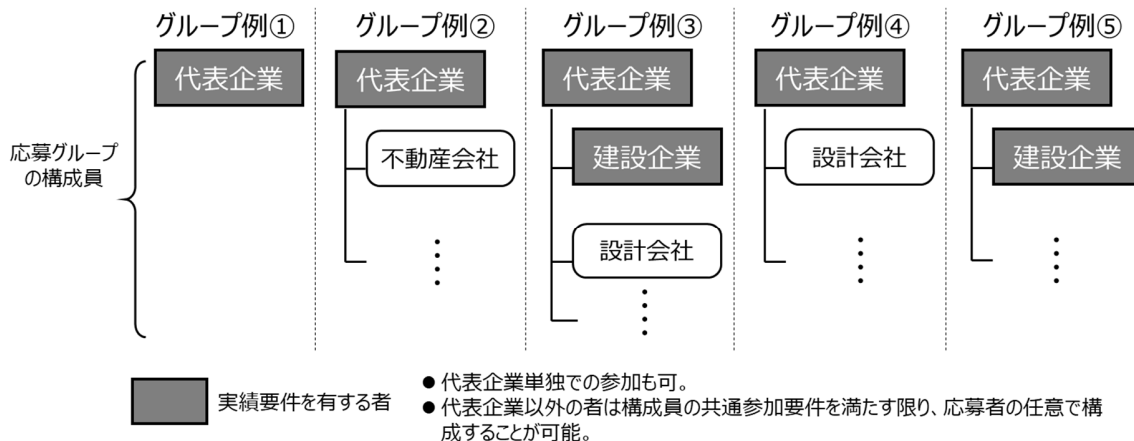 グループ例①
グループ例②
グループ例③
グループ例④
グループ例⑤
代表企業
代表企業
代表企業
代表企業
代表企業
応募グループ
の構成員
不動産会社
建設企業
設計会社
建設企業
設計会社
実績要件を有する者
● 代表企業単独での参加も可。
● 代表企業以外の者は構成員の共通参加要件を満たす限り、応募者の任意で構
成することが可能。